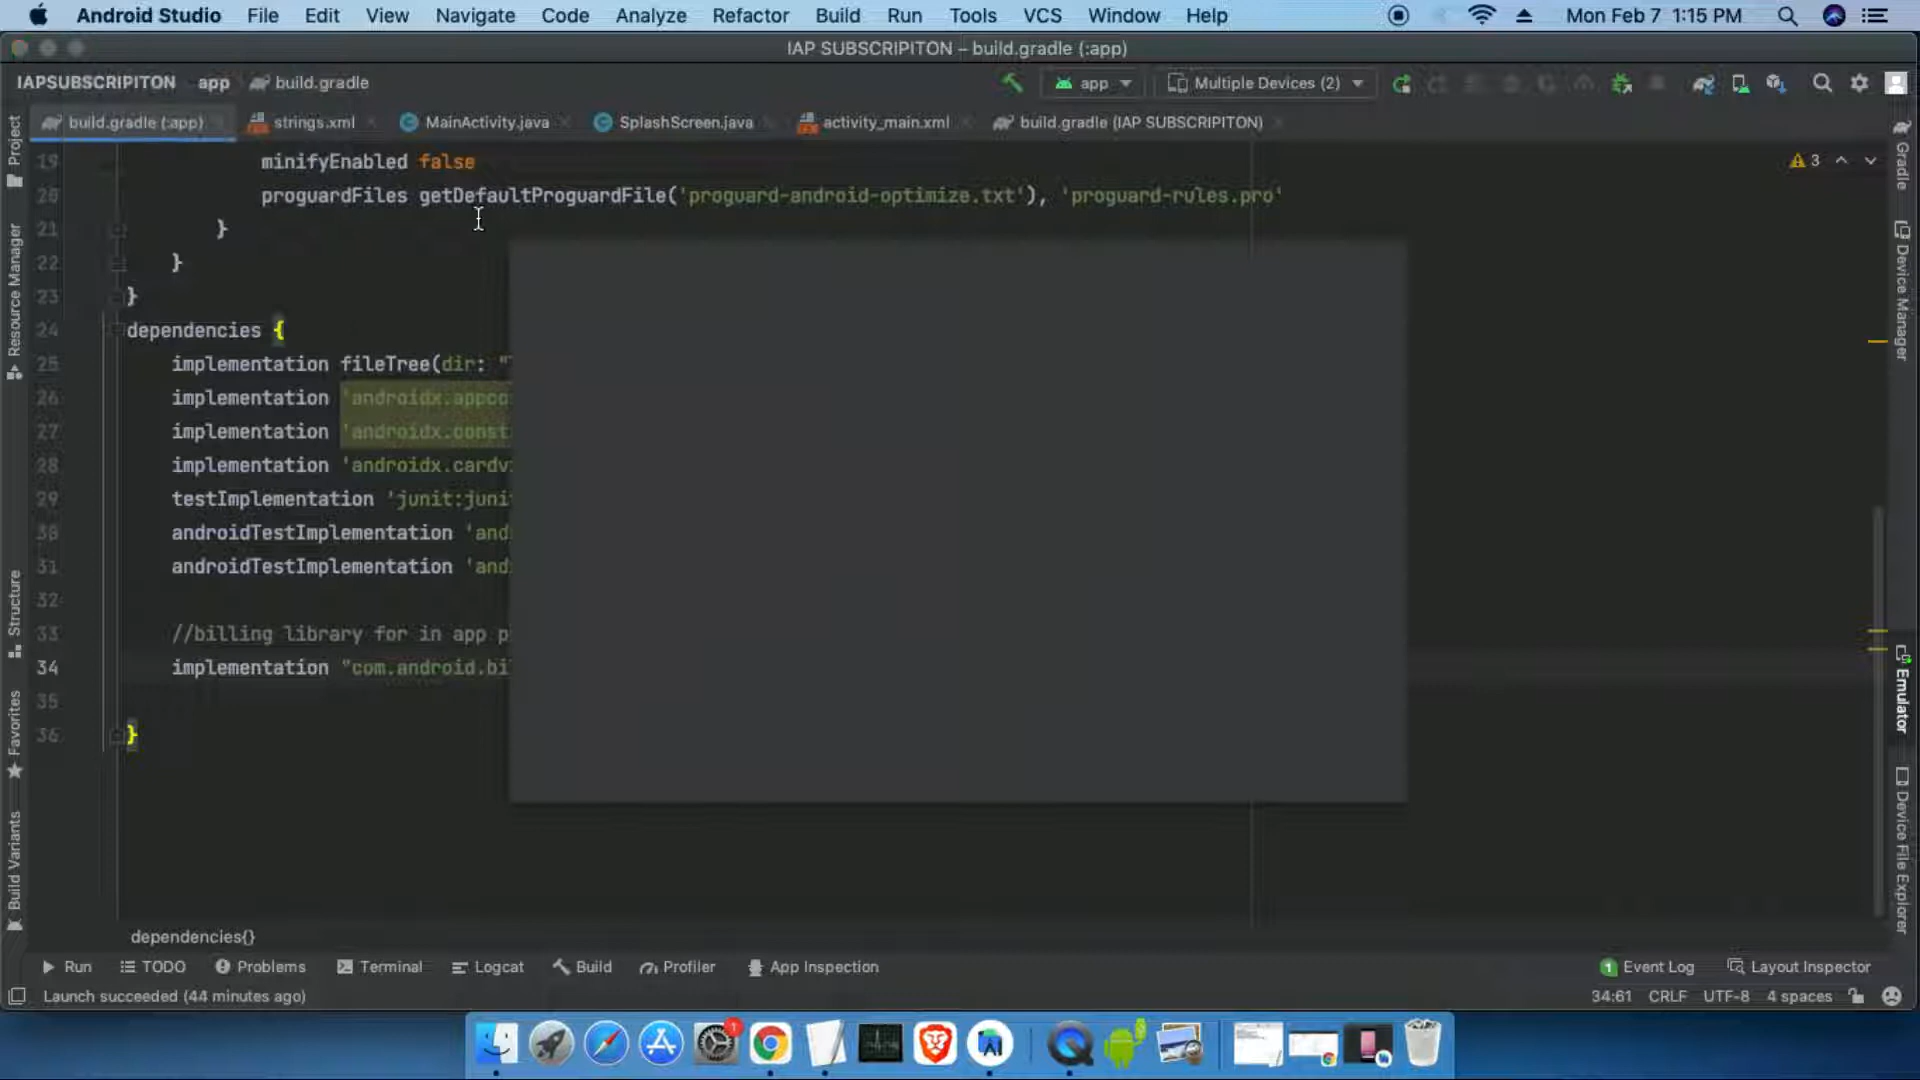 Android Studio File Edit View Navigate Code Analyze Refactor Build Run Tools VCS Window Help Mon Feb 7 1:15 PM
IAP SUBSCRIPITON – build.gradle (:app)
IAPSUBSCRIPITON app build.gradle app Multiple Devices (2)
build.gradle (:app) strings.xml MainActivity.java SplashScreen.java activity_main.xml build.gradle (IAP SUBSCRIPITON)
19 minifyEnabled false 3
20 proguardFiles getDefaultProguardFile('proguard-android-optimize.txt'), 'proguard-rules.pro'
21 }
22 }
23 }
24 dependencies {
25 implementation fileTree(dir: "
26 implementation 'androidx.appco
27 implementation 'androidx.const
28 implementation 'androidx.cardv
29 testImplementation 'junit:juni
30 androidTestImplementation 'and
31 androidTestImplementation 'and
32
33 //billing library for in app p
34 implementation "com.android.bil
35
36 }
dependencies{}
Run TODO Problems Terminal Logcat Build Profiler App Inspection 1 Event Log Layout Inspector
Launch succeeded (44 minutes ago) 34:61 CRLF UTF-8 4 spaces
Project
Resource Manager
Structure
Favorites
Build Variants
Gradle
Device Manager
Emulator
Device File Explorer
1